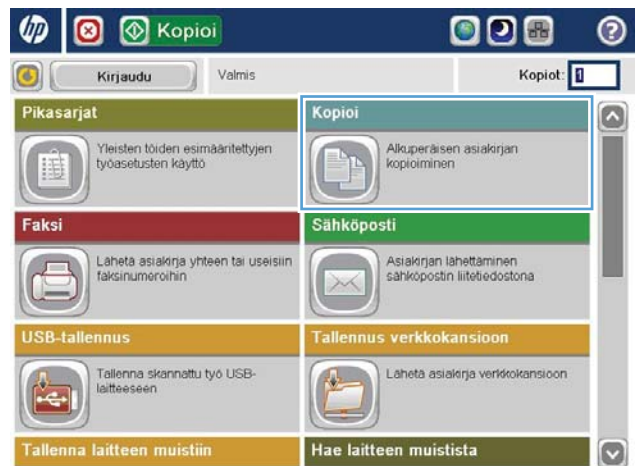 hp Kopioi ?
Kirjaudu Valmis Kopiot: 1
Pikasarjat
Yleisten töiden esimääritettyjen
työasetusten käyttö
Kopioi
Alkuperäisen asiakirjan
kopioiminen
Faksi
Lähetä asiakirja yhteen tai useisiin
faksinumeroihin
Sähköposti
Asiakirjan lähettäminen
sähköpostin liitetiedostona
USB-tallennus
Tallenna skannattu työ USB-
laitteeseen
Tallennus verkkokansioon
Lähetä asiakirja verkkokansioon
Tallenna laitteen muistiin
Hae laitteen muistista